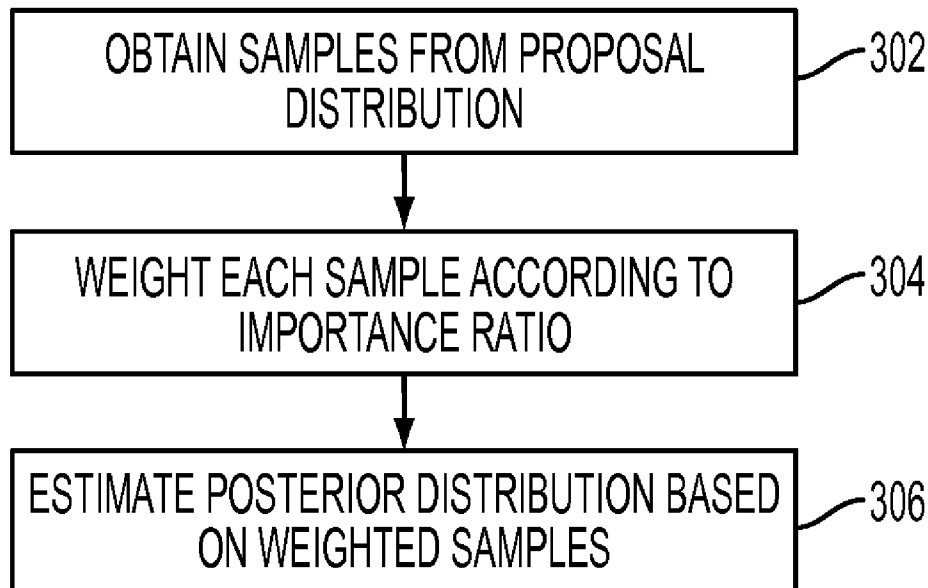 OBTAIN SAMPLES FROM PROPOSAL
DISTRIBUTION
302
WEIGHT EACH SAMPLE ACCORDING TO
IMPORTANCE RATIO
304
ESTIMATE POSTERIOR DISTRIBUTION BASED
ON WEIGHTED SAMPLES
306